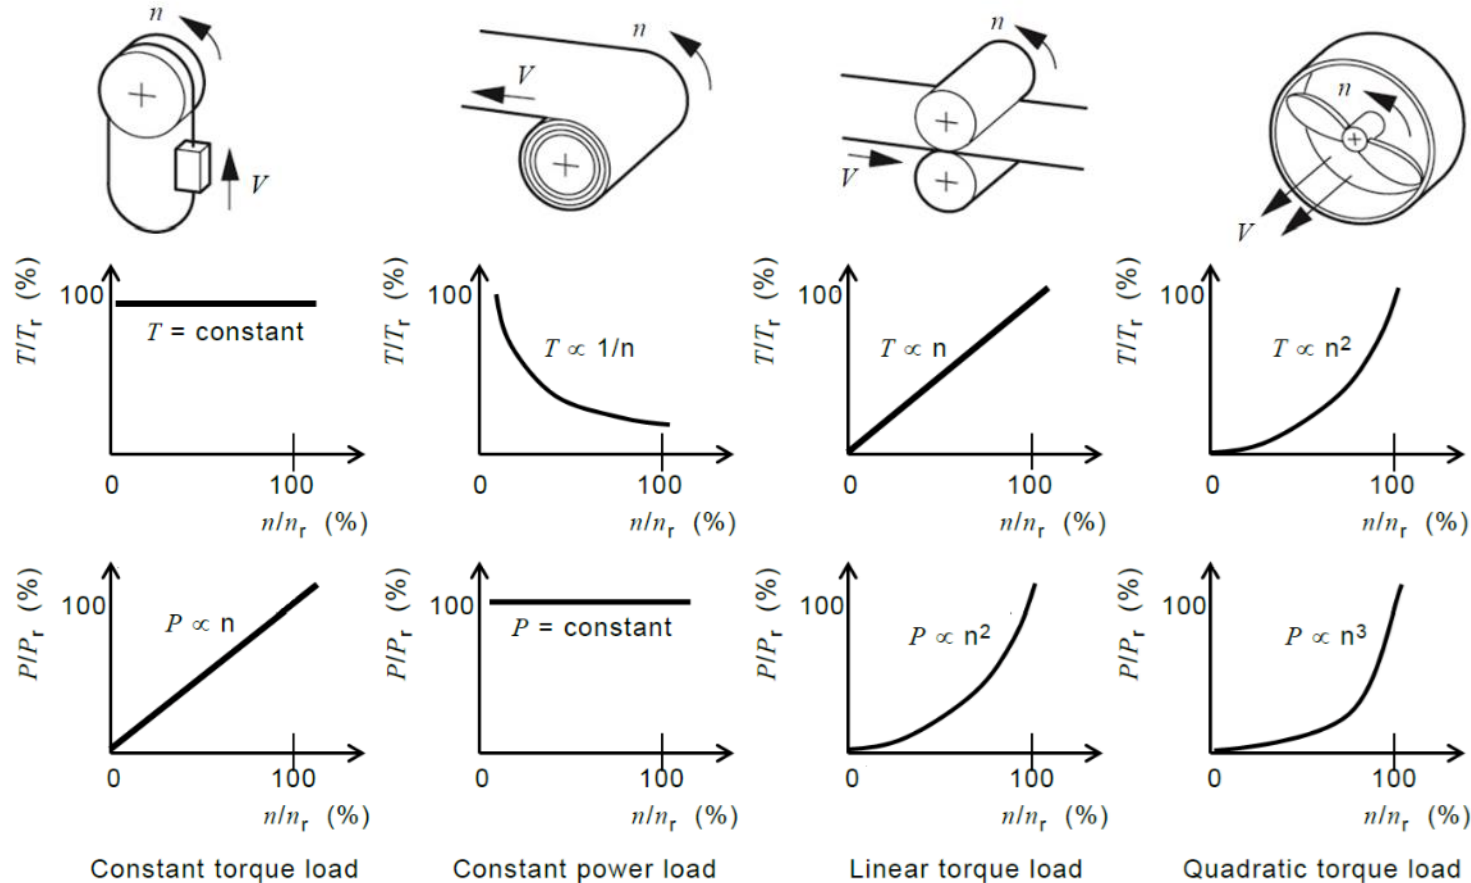 n
n
V
n
n
V
V
V
T/Tr (%)
100
T = constant
0
100
n/nr (%)
T/Tr (%)
100
T ∝ 1/n
0
100
n/nr (%)
T/Tr (%)
100
T ∝ n
0
100
n/nr (%)
T/Tr (%)
100
T ∝ n²
0
100
n/nr (%)
P/Pr (%)
100
P ∝ n
0
100
n/nr (%)
P/Pr (%)
100
P = constant
0
100
n/nr (%)
P/Pr (%)
100
P ∝ n²
0
100
n/nr (%)
P/Pr (%)
100
P ∝ n³
0
100
n/nr (%)
Constant torque load
Constant power load
Linear torque load
Quadratic torque load